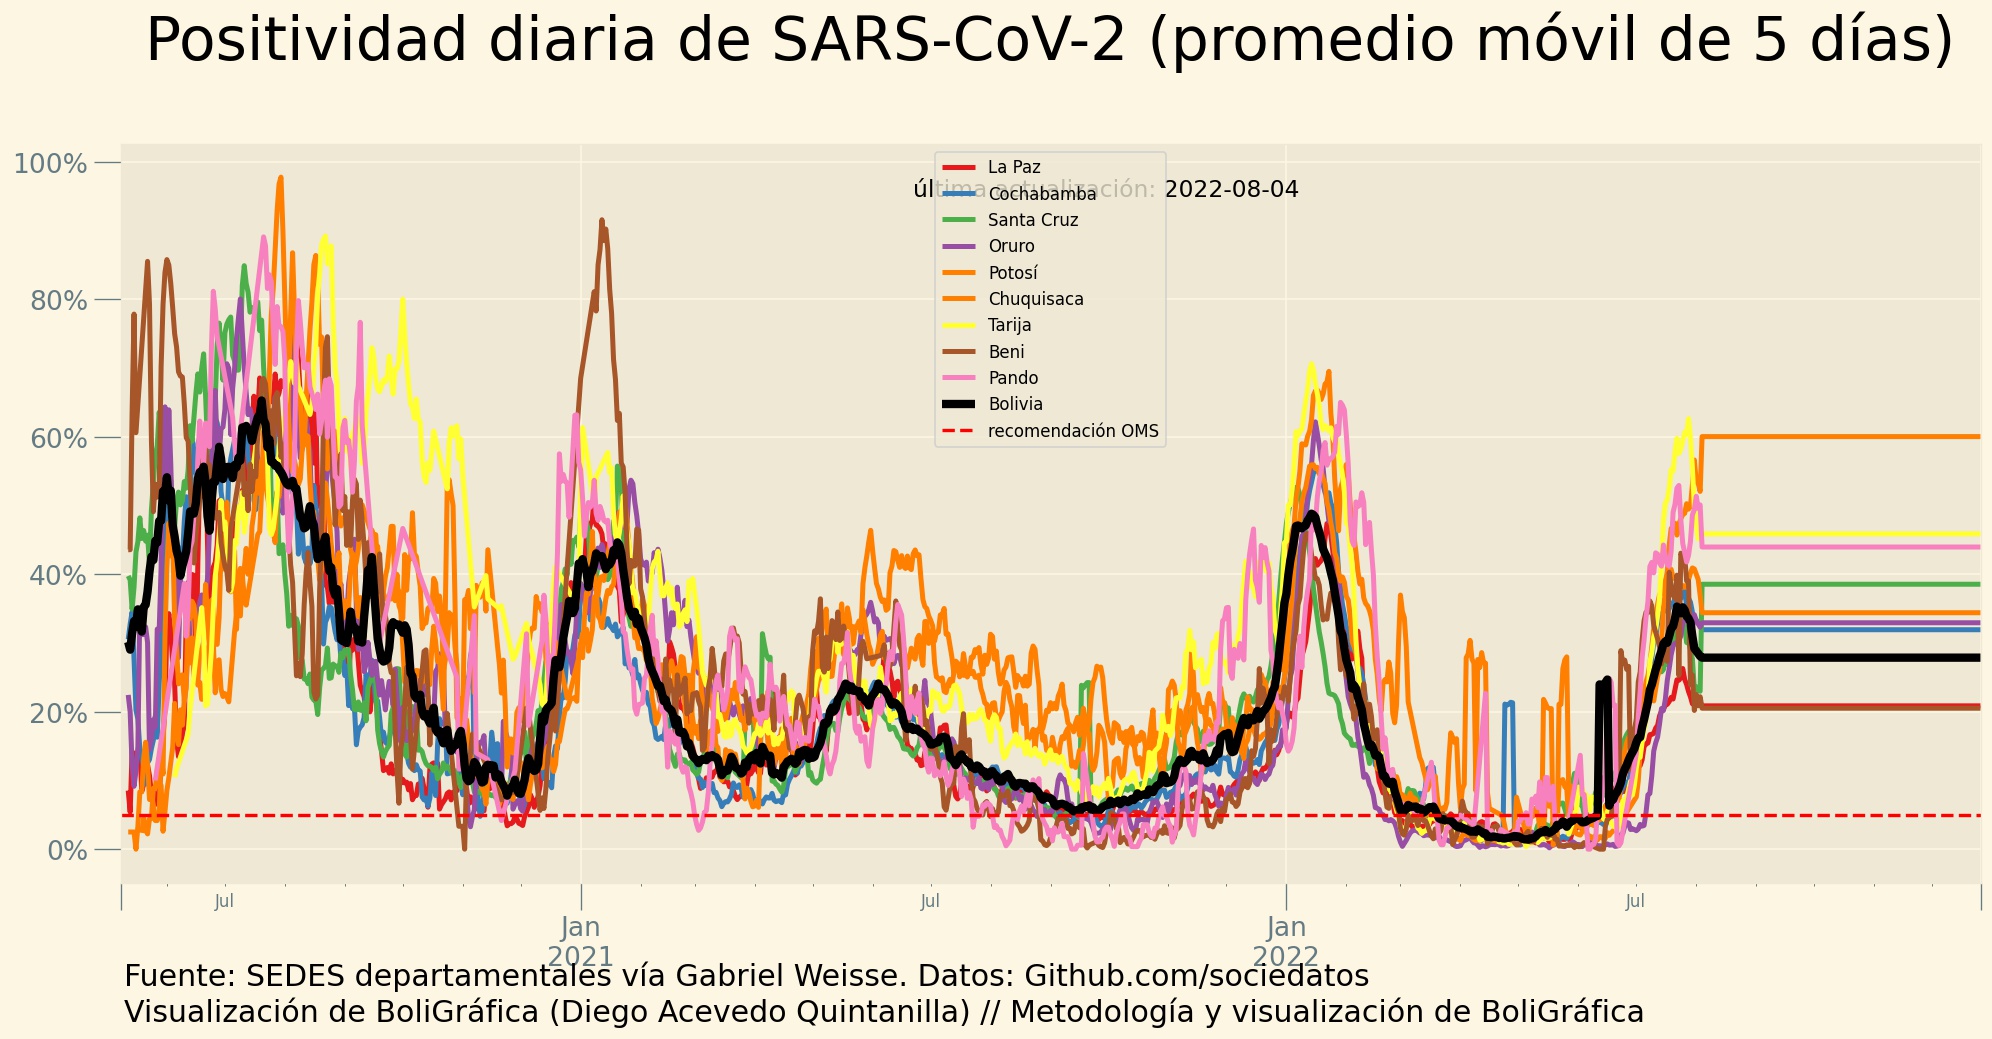 Positividad diaria de SARS-CoV-2 (promedio móvil de 5 días)
100%
80%
60%
40%
20%
0%
última actualización: 2022-08-04
La Paz
Cochabamba
Santa Cruz
Oruro
Potosí
Chuquisaca
Tarija
Beni
Pando
Bolivia
recomendación OMS
Jul
Jul
Jul
Jan
2021
Jan
2022
Fuente: SEDES departamentales vía Gabriel Weisse. Datos: Github.com/sociedatos
Visualización de BoliGráfica (Diego Acevedo Quintanilla) // Metodología y visualización de BoliGráfica